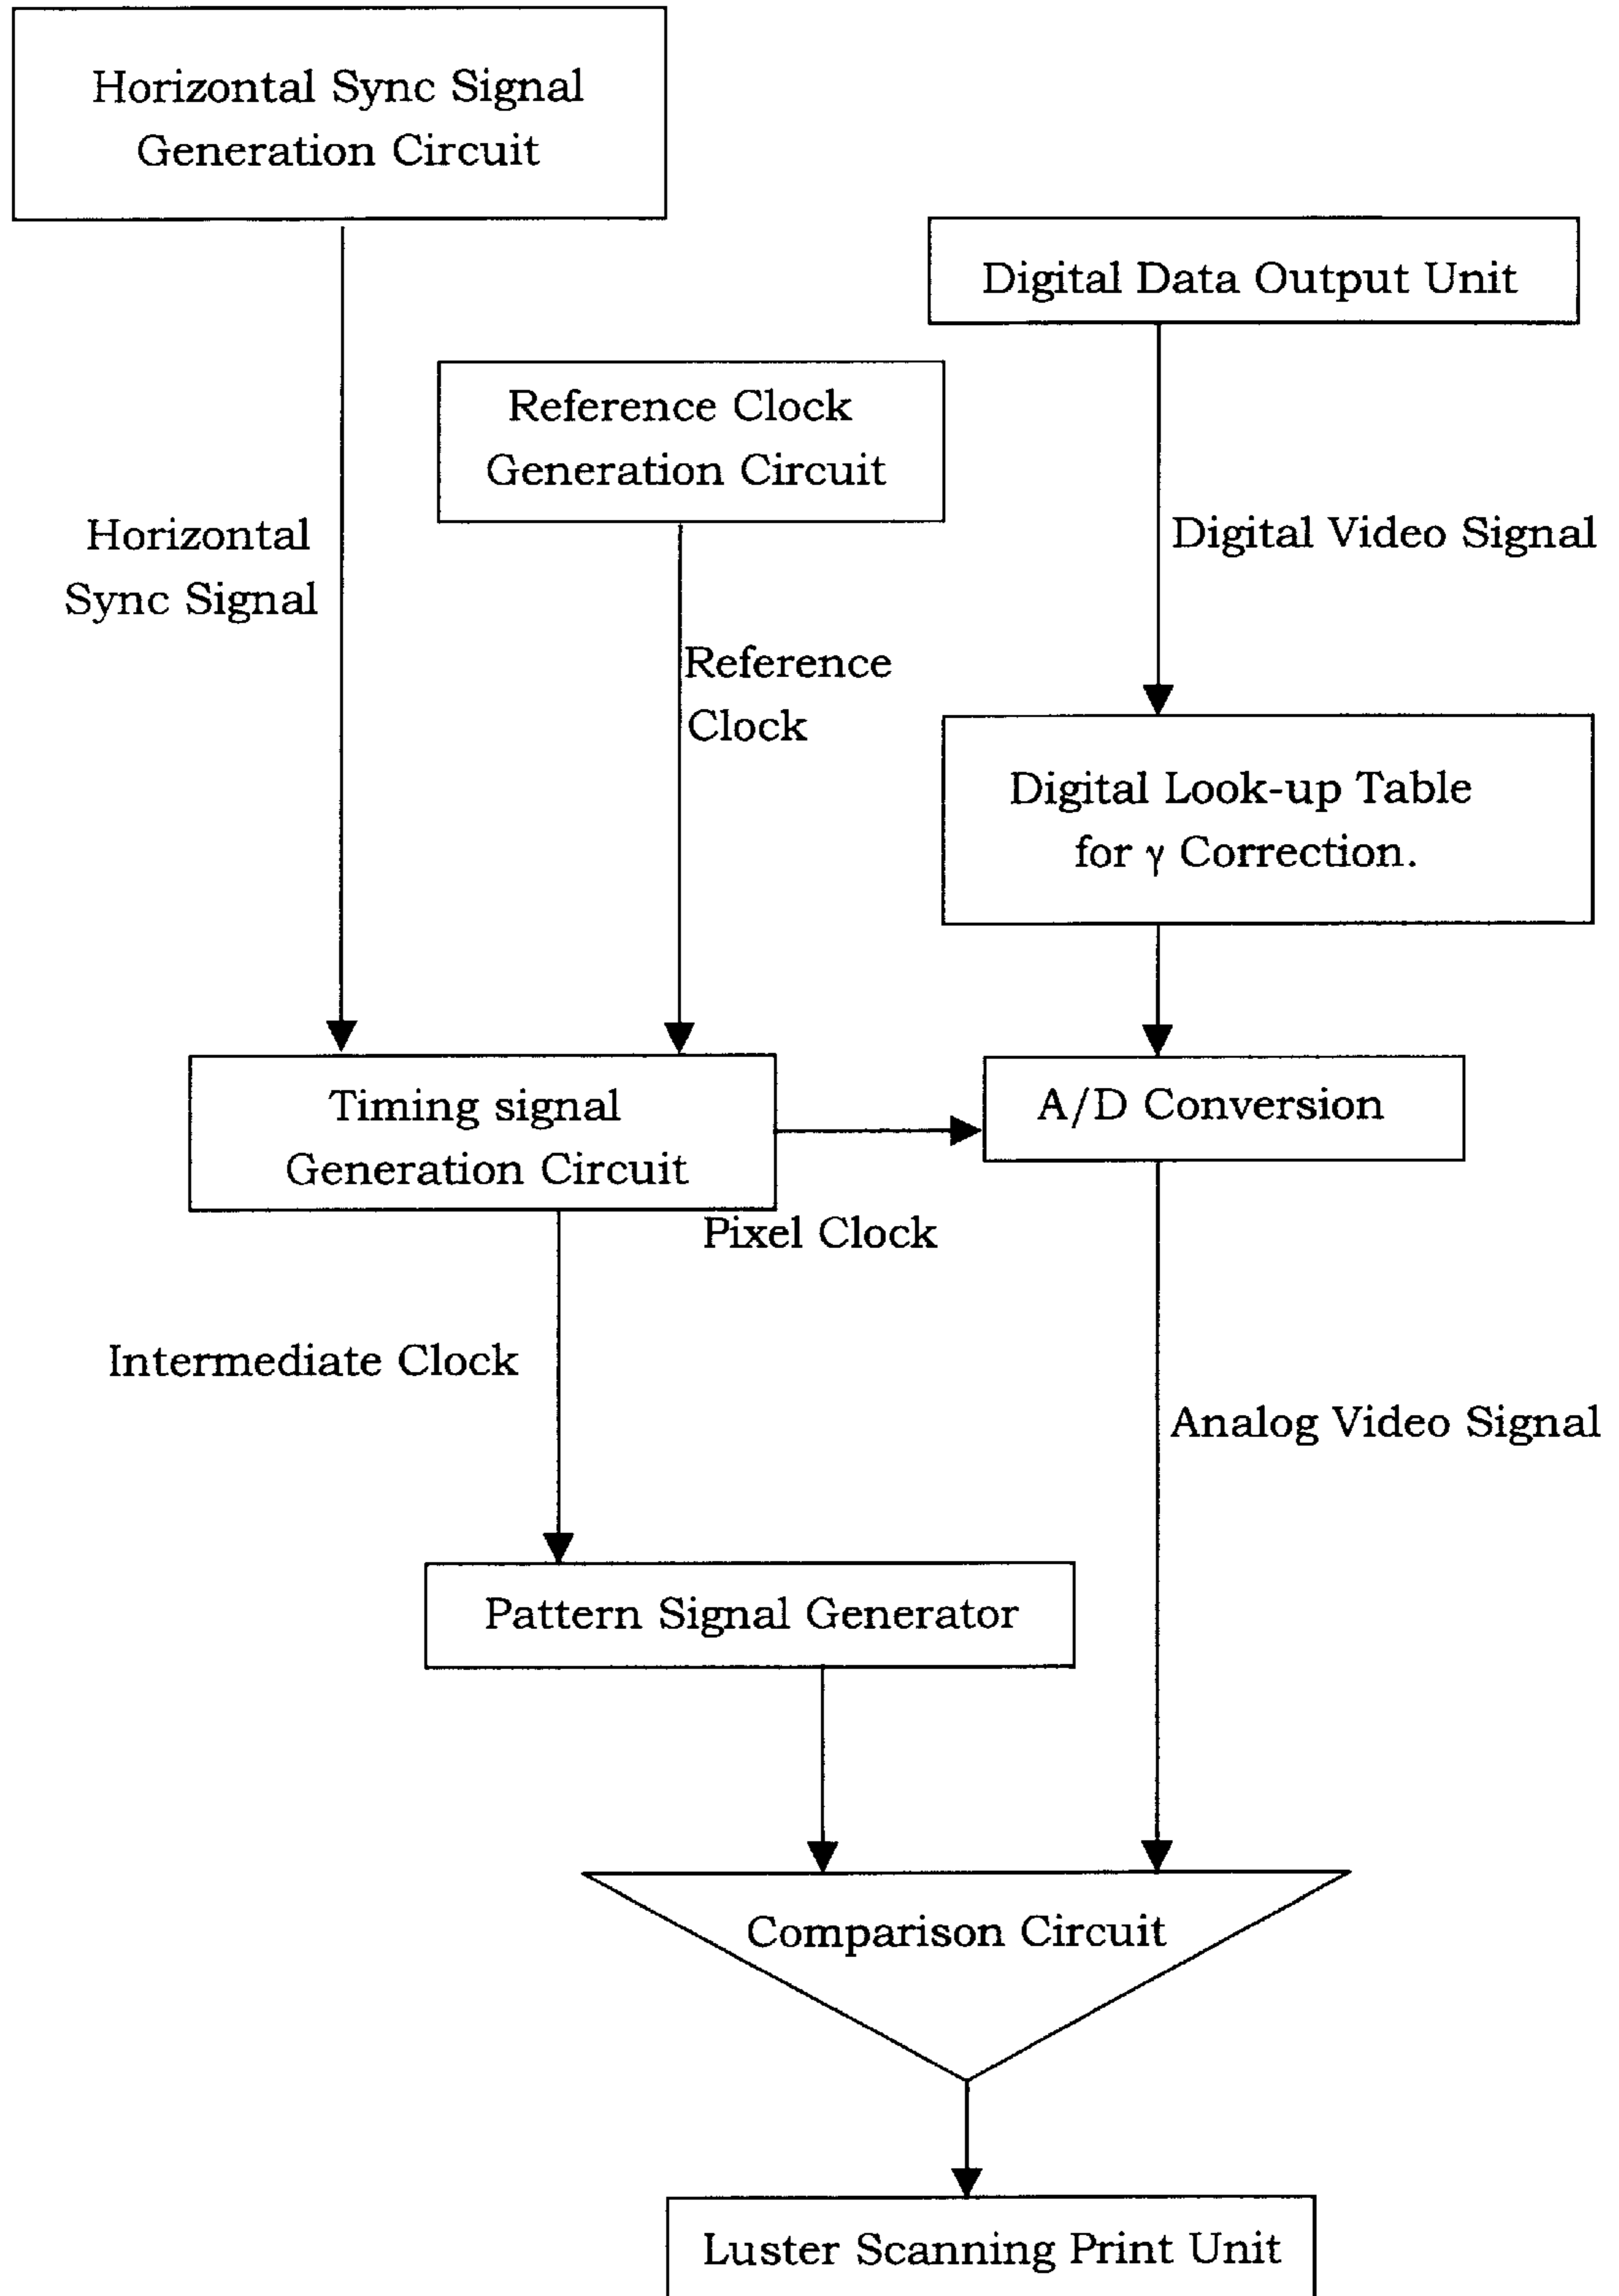 Horizontal Sync Signal
Generation Circuit
Digital Data Output Unit
Reference Clock
Generation Circuit
Horizontal
Sync Signal
Digital Video Signal
Reference
Clock
Digital Look-up Table
for γ Correction.
Timing signal
Generation Circuit
A/D Conversion
Pixel Clock
Intermediate Clock
Analog Video Signal
Pattern Signal Generator
Comparison Circuit
Luster Scanning Print Unit